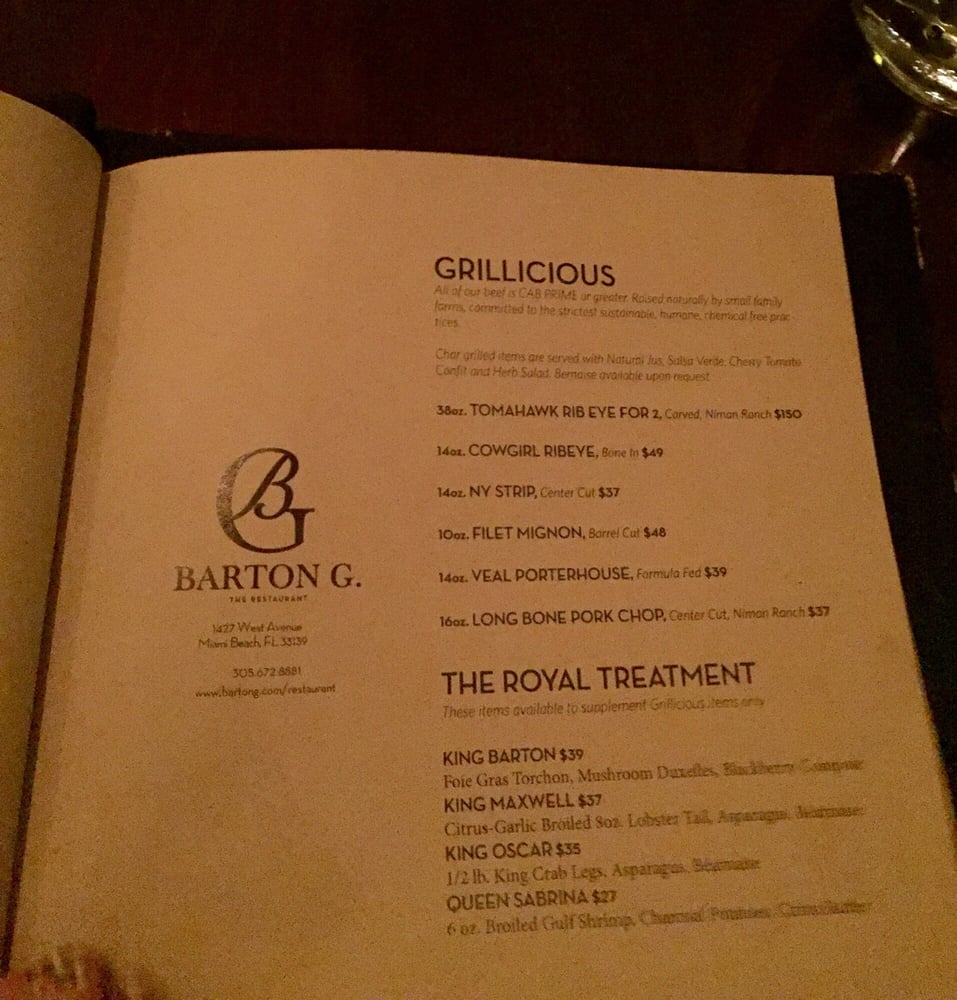 BG
BARTON G.
THE RESTAURANT
1427 West Avenue
Miami Beach, FL 33139
305.672.8881
www.bartong.com/restaurant
GRILLICIOUS
All of our beef is CAB PRIME or greater. Raised naturally by small family
farms, committed to the strictest sustainable, humane, chemical free prac
tices.
Char grilled items are served with Natural Jus, Salsa Verde, Cherry Tomato
Confit and Herb Salad. Bernaise available upon request
38oz. TOMAHAWK RIB EYE FOR 2, Carved, Niman Ranch $150
14oz. COWGIRL RIBEYE, Bone In $49
14oz. NY STRIP, Center Cut $37
10oz. FILET MIGNON, Barrel Cut $48
14oz. VEAL PORTERHOUSE, Formula Fed $39
16oz. LONG BONE PORK CHOP, Center Cut, Niman Ranch $37
THE ROYAL TREATMENT
These items available to supplement Grillicious items only
KING BARTON $39
Foie Gras Torchon, Mushroom Duxelles, Blackberry Compote
KING MAXWELL $37
Citrus-Garlic Broiled 8oz. Lobster Tail, Asparagus, Béarnaise
KING OSCAR $35
1/2 lb. King Crab Legs, Asparagus, Béarnaise
QUEEN SABRINA $27
6 oz. Broiled Gulf Shrimp, Charcoal Potatoes